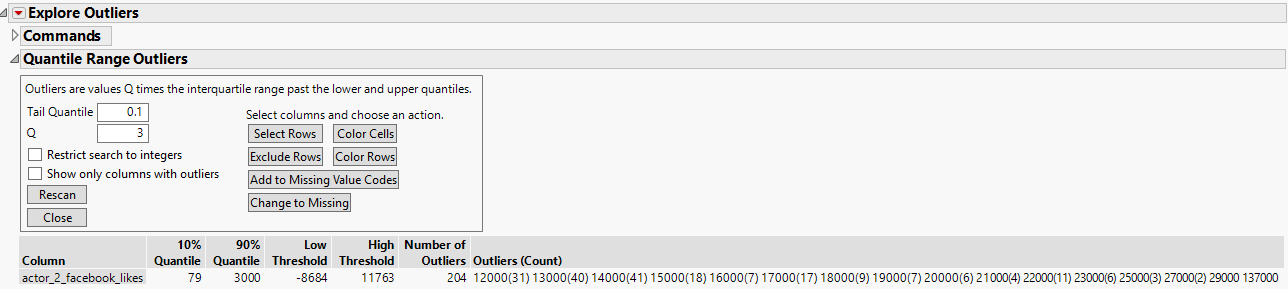 Explore Outliers
Commands
Quantile Range Outliers
Outliers are values Q times the interquartile range past the lower and upper quantiles.
Tail Quantile 0.1
Q 3
Restrict search to integers
Show only columns with outliers
Rescan
Close
Select columns and choose an action.
Select Rows Color Cells
Exclude Rows Color Rows
Add to Missing Value Codes
Change to Missing
Column 10% Quantile 90% Quantile Low Threshold High Threshold Number of Outliers Outliers (Count)
actor_2_facebook_likes 79 3000 -8684 11763 204 12000(31) 13000(40) 14000(41) 15000(18) 16000(7) 17000(17) 18000(9) 19000(7) 20000(6) 21000(4) 22000(11) 23000(6) 25000(3) 27000(2) 29000 137000